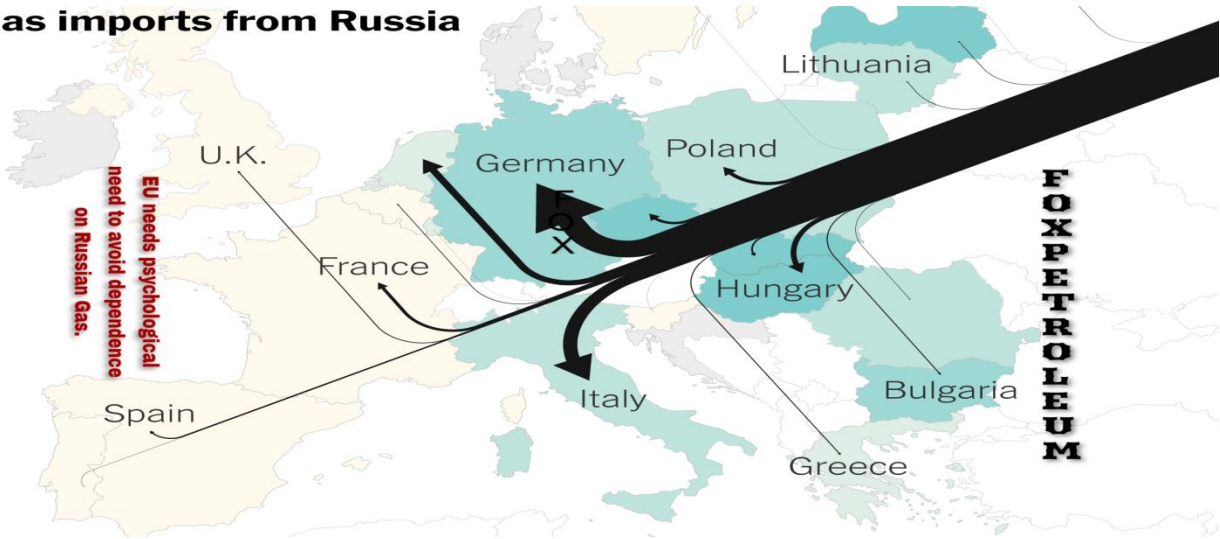 as imports from Russia
Lithuania
U.K.
Germany
Poland
FOX
France
Hungary
Spain
Italy
Bulgaria
Greece
EU needs psychological
need to avoid dependence
on Russian Gas.
FOXPETROLEUM